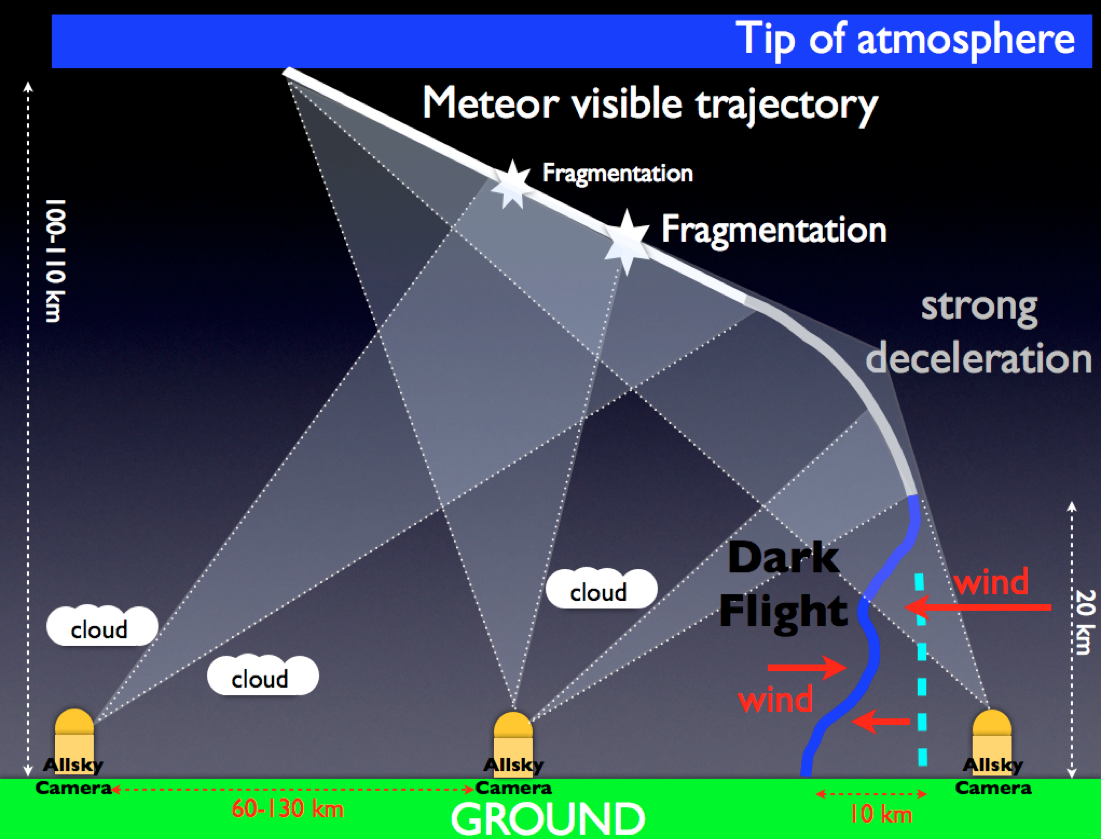 Tip of atmosphere
Meteor visible trajectory
Fragmentation
Fragmentation
100-110 km
strong
deceleration
Dark
Flight
wind
20 km
wind
cloud
cloud
cloud
Allsky
Camera
Allsky
Camera
Allsky
Camera
60-130 km
10 km
GROUND